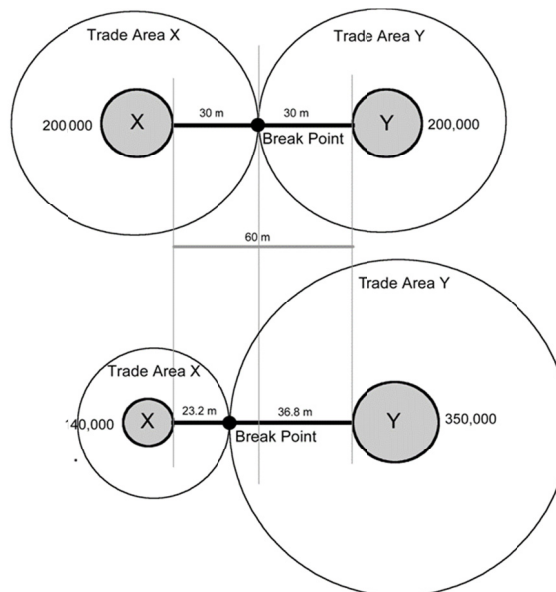 Trade Area X
Trade Area Y
30 m
30 m
200 000
X
Y
200,000
Break Point
60 m
Trade Area Y
Trade Area X
23.2 m
36.8 m
40,000
X
Y
350,000
Break Point